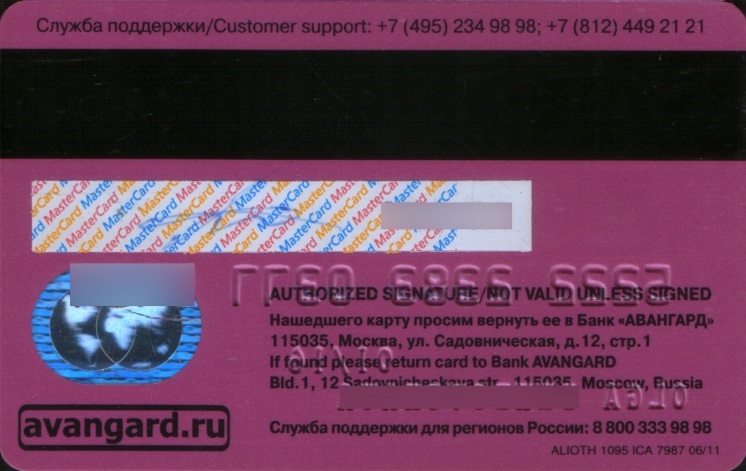 Служба поддержки/Customer support: +7 (495) 234 98 98; +7 (812) 449 21 21
MasterCard MasterCard MasterCard
AUTHORIZED SIGNATURE/NOT VALID UNLESS SIGNED
Нашедшего карту просим вернуть ее в Банк «АВАНГАРД»
115035, Москва, ул. Садовническая, д.12, стр.1
If found please return card to Bank AVANGARD
Bld.1, 12 Sadovnicheskaya str., 115035, Moscow, Russia
avangard.ru
Служба поддержки для регионов России: 8 800 333 98 98
ALIOTH 1095 ICA 7987 06/11